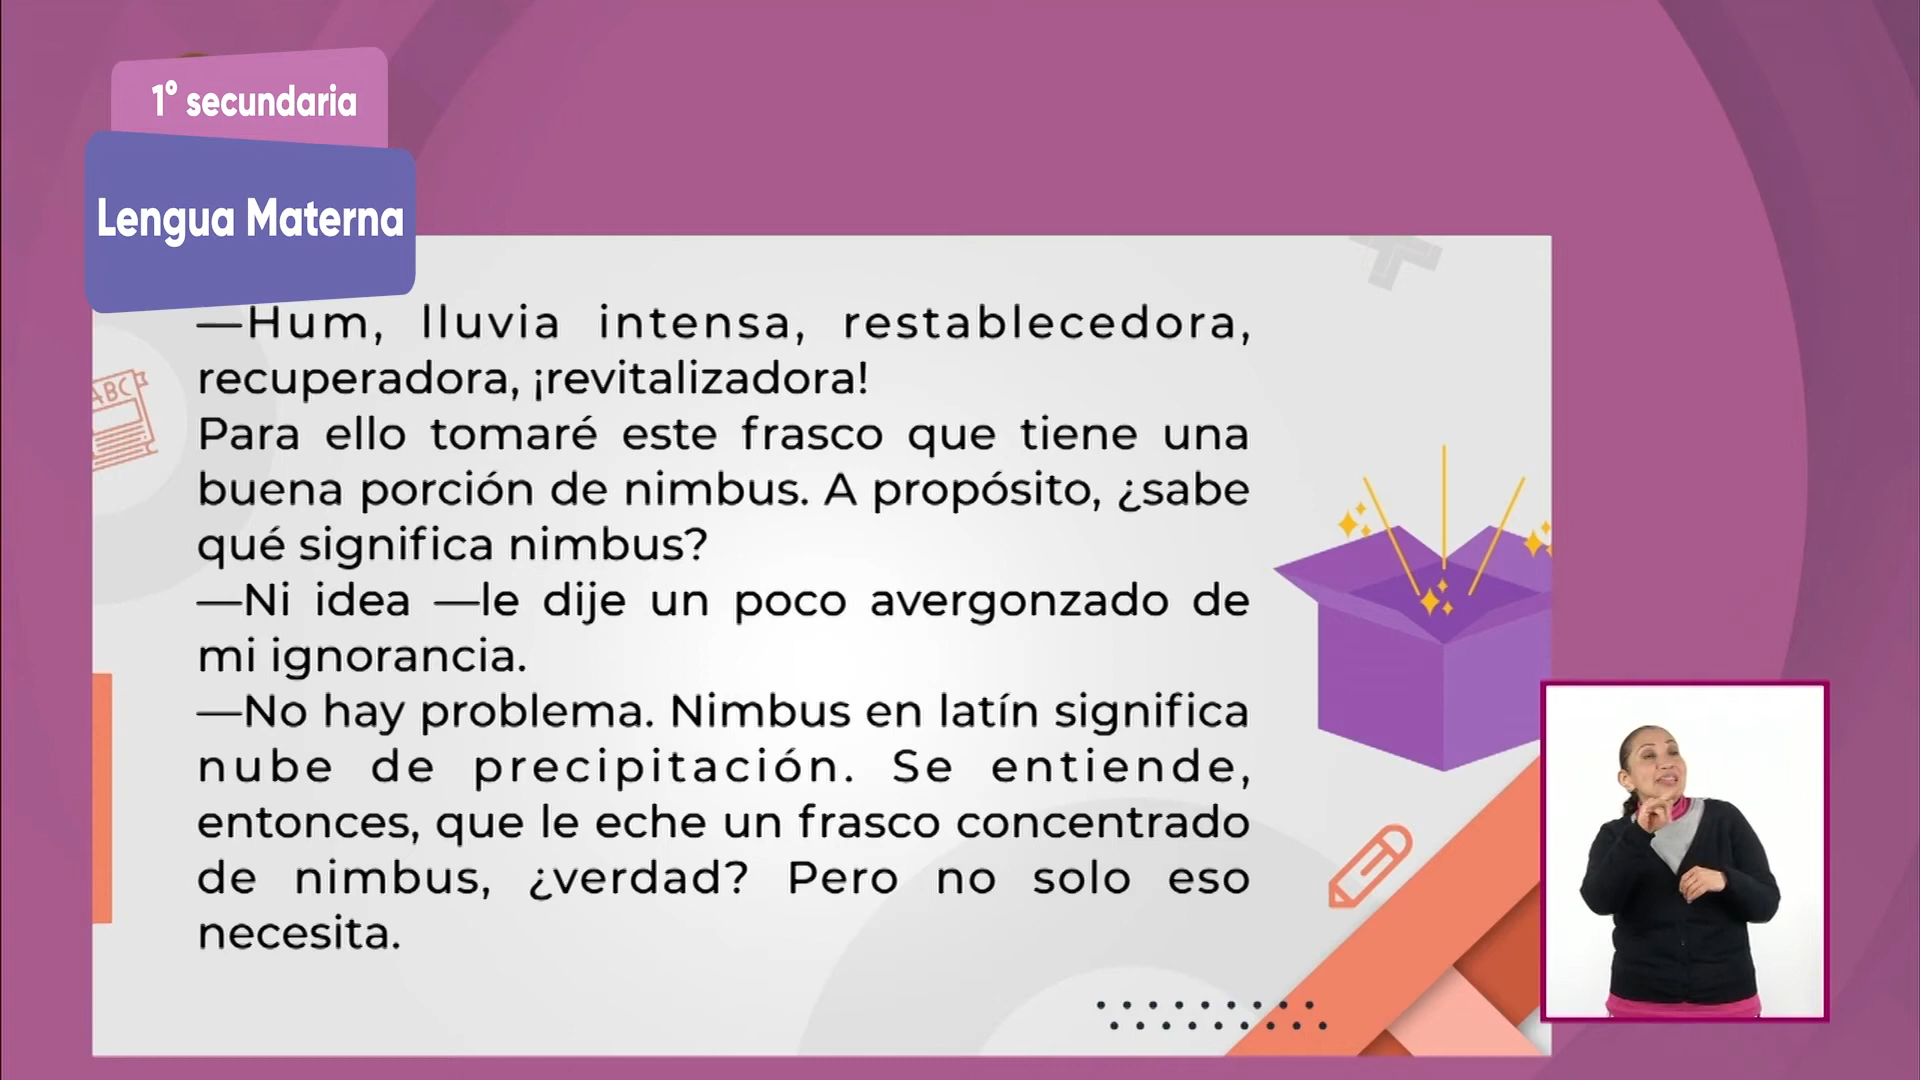 1° secundaria
Lengua Materna
—Hum, lluvia intensa, restablecedora,
recuperadora, ¡revitalizadora!
Para ello tomaré este frasco que tiene una
buena porción de nimbus. A propósito, ¿sabe
qué significa nimbus?
—Ni idea —le dije un poco avergonzado de
mi ignorancia.
—No hay problema. Nimbus en latín significa
nube de precipitación. Se entiende,
entonces, que le eche un frasco concentrado
de nimbus, ¿verdad? Pero no solo eso
necesita.
ABC